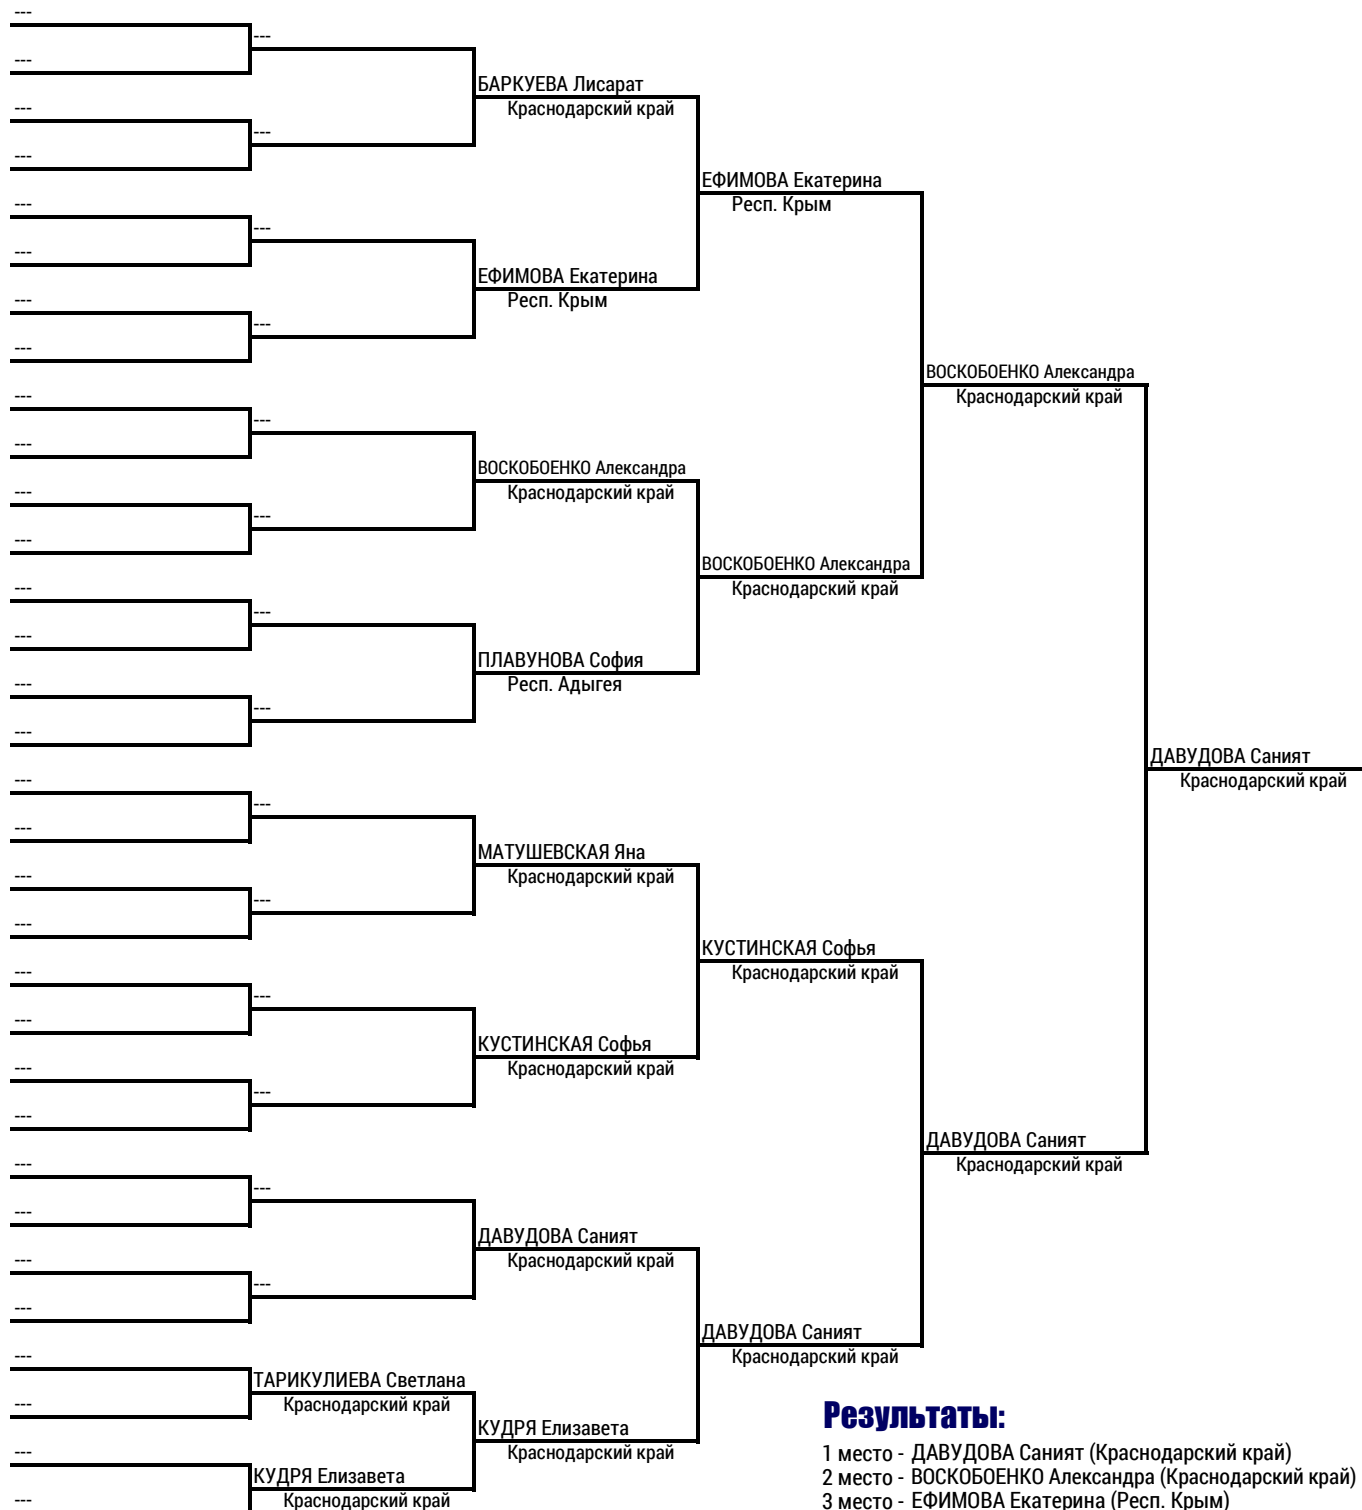 ---
---
---
БАРКУЕВА Лисарат
---
Краснодарский край
---
---
ЕФИМОВА Екатерина
---
Респ. Крым
---
---
ЕФИМОВА Екатерина
---
Респ. Крым
---
---
ВОСКОБОЕНКО Александра
---
Краснодарский край
---
---
ВОСКОБОЕНКО Александра
---
Краснодарский край
---
---
ВОСКОБОЕНКО Александра
---
Краснодарский край
---
---
ПЛАВУНОВА София
---
Респ. Адыгея
---
---
ДАВУДОВА Саният
---
Краснодарский край
---
---
МАТУШЕВСКАЯ Яна
---
Краснодарский край
---
---
КУСТИНСКАЯ Софья
---
Краснодарский край
---
---
КУСТИНСКАЯ Софья
---
Краснодарский край
---
---
ДАВУДОВА Саният
---
Краснодарский край
---
---
ДАВУДОВА Саният
---
Краснодарский край
---
---
ДАВУДОВА Саният
---
Краснодарский край
ТАРИКУЛИЕВА Светлана
---
Краснодарский край
КУДРЯ Елизавета
---
Краснодарский край
КУДРЯ Елизавета
---
Краснодарский край
Результаты:
1 место - ДАВУДОВА Саният (Краснодарский край)
2 место - ВОСКОБОЕНКО Александра (Краснодарский край)
3 место - ЕФИМОВА Екатерина (Респ. Крым)